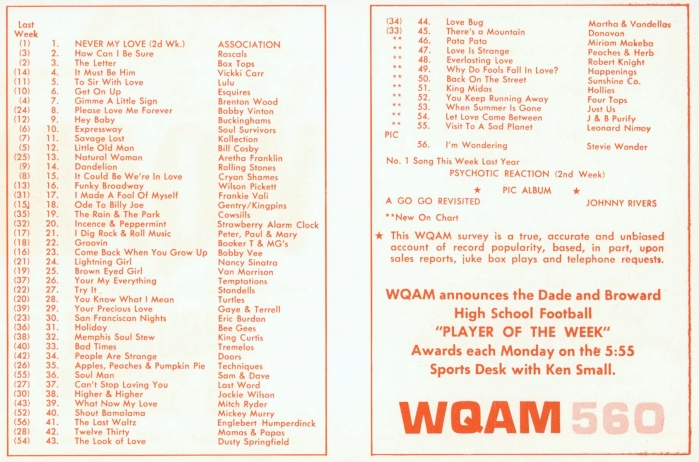 Last
Week
(1) 1. NEVER MY LOVE (2d Wk.) ASSOCIATION
(3) 2. How Can I Be Sure Rascals
(2) 3. The Letter Box Tops
(14) 4. It Must Be Him Vickki Carr
(11) 5. To Sir With Love Lulu
(10) 6. Get On Up Esquires
(4) 7. Gimme A Little Sign Brenton Wood
(24) 8. Please Love Me Forever Bobby Vinton
(12) 9. Hey Baby Buckinghams
(6) 10. Expressway Soul Survivors
(7) 11. Savage Lost Kollektion
(5) 12. Little Old Man Bill Cosby
(25) 13. Natural Woman Aretha Franklin
(9) 14. Dandelion Rolling Stones
(8) 15. It Could Be We're In Love Cryan Shames
(13) 16. Funky Broadway Wilson Pickett
(31) 17. I Made A Fool Of Myself Frankie Vali
(15) 18. Ode To Billy Joe Gentry/Kingpins
(35) 19. The Rain & The Park Cowsills
(32) 20. Incence & Peppermint Strawberry Alarm Clock
(17) 21. I Dig Rock & Roll Music Peter, Paul & Mary
(18) 22. Groovin Booker T & MG's
(16) 23. Come Back When You Grow Up Bobby Vee
(21) 24. Lightning Girl Nancy Sinatra
(19) 25. Brown Eyed Girl Van Morrison
(37) 26. Your My Everything Temptations
(22) 27. Try It Standells
(20) 28. You Know What I Mean Turtles
(39) 29. Your Precious Love Gaye & Terrell
(23) 30. San Franciscan Nights Eric Burdon
(36) 31. Holiday Bee Gees
(38) 32. Memphis Soul Stew King Curtis
(40) 33. Bad Times Tremelos
(42) 34. People Are Strange Doors
(26) 35. Apples, Peaches & Pumpkin Pie Techniques
(55) 36. Soul Man Sam & Dave
(27) 37. Can't Stop Loving You Last Word
(30) 38. Higher & Higher Jackie Wilson
(43) 39. What Now My Love Mitch Ryder
(52) 40. Shout Bamalama Mickey Murry
(56) 41. The Last Waltz Englebert Humperdinck
(28) 42. Twelve Thirty Mamas & Papas
(54) 43. The Look of Love Dusty Springfield
(34) 44. Love Bug Martha & Vandellas
(33) 45. There's a Mountain Donovan
** 46. Pata Pata Miriam Makeba
** 47. Love Is Strange Peaches & Herb
** 48. Everlasting Love Robert Knight
** 49. Why Do Fools Fall In Love? Happenings
** 50. Back On The Street Sunshine Co.
** 51. King Midas Hollies
** 52. You Keep Running Away Four Tops
** 53. When Summer Is Gone Just Us
** 54. Let Love Come Between J & B Purify
** 55. Visit To A Sad Planet Leonard Nimoy
PIC
56. I'm Wondering Stevie Wonder
No. 1 Song This Week Last Year
PSYCHOTIC REACTION (2nd Week)
★ PIC ALBUM ★
A GO GO REVISITED JOHNNY RIVERS
**New On Chart
★ This WQAM survey is a true, accurate and unbiased
account of record popularity, based, in part, upon
sales reports, juke box plays and telephone requests.
WQAM announces the Dade and Broward
High School Football
"PLAYER OF THE WEEK"
Awards each Monday on the 5:55
Sports Desk with Ken Small.
WQAM 560